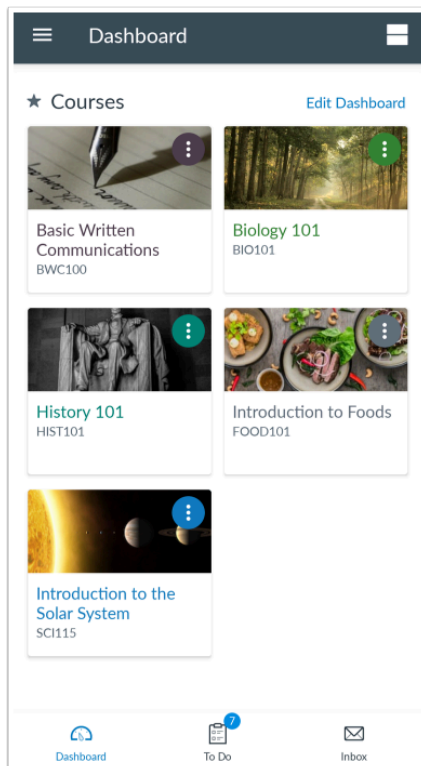 Dashboard
Courses
Edit Dashboard
Basic Written
Communications
BWC100
Biology 101
BIO101
History 101
HIST101
Introduction to Foods
FOOD101
Introduction to the
Solar System
SCI115
7
Dashboard
To Do
Inbox